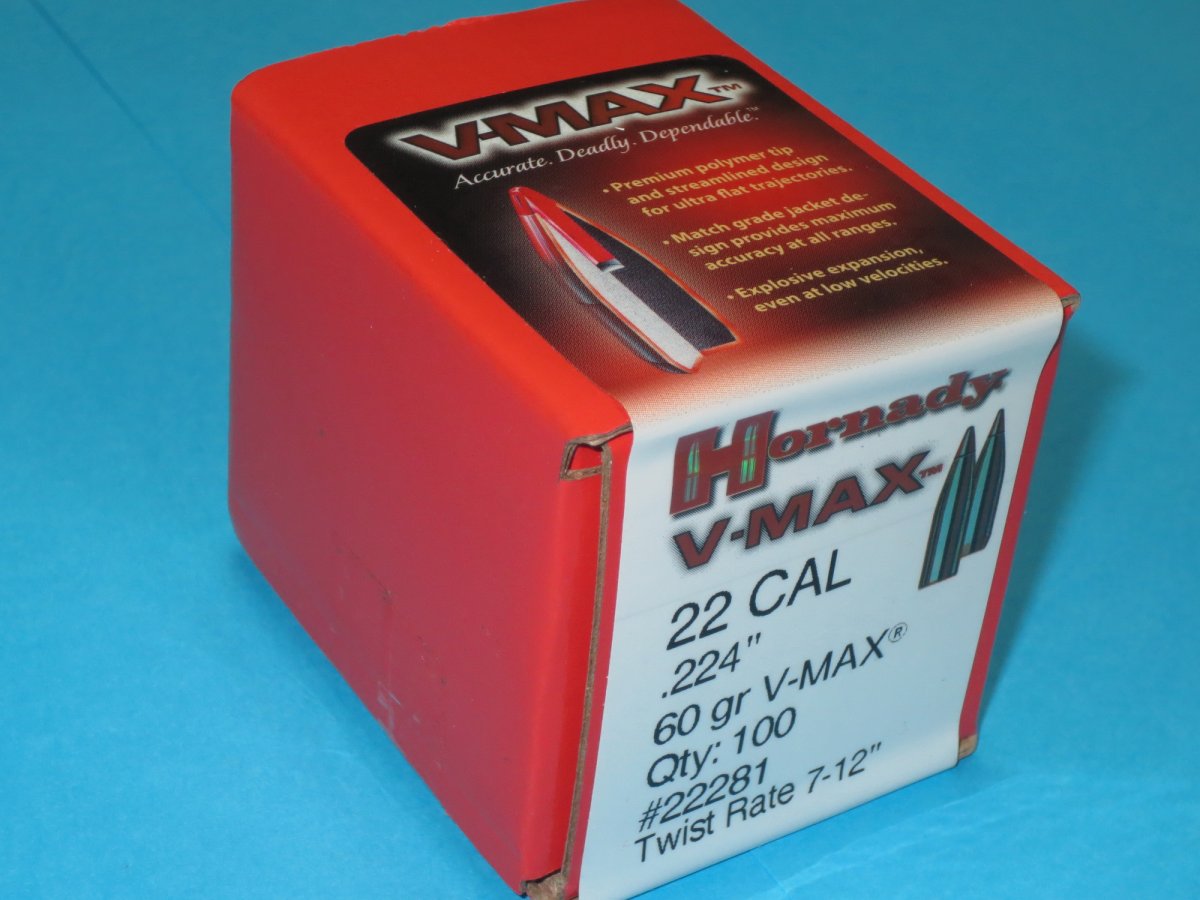 V-MAX™
Accurate. Deadly. Dependable.™
• Premium polymer tip
and streamlined design
for ultra flat trajectories.
• Match grade jacket de-
sign provides maximum
accuracy at all ranges.
• Explosive expansion,
even at low velocities.
Hornady
V-MAX™
22 CAL
.224"
60 gr V-MAX®
Qty: 100
#22281
Twist Rate 7-12"